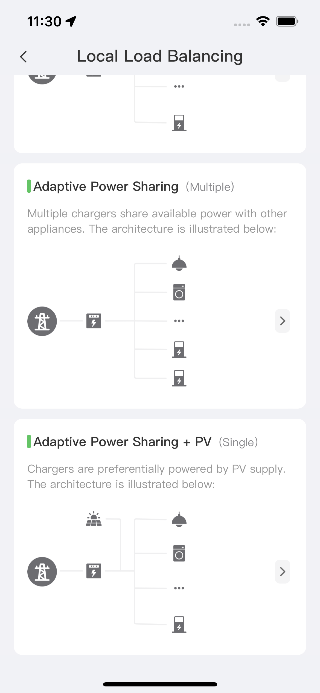 11:30
Local Load Balancing
Adaptive Power Sharing (Multiple)
Multiple chargers share available power with other
appliances. The architecture is illustrated below:
Adaptive Power Sharing + PV (Single)
Chargers are preferentially powered by PV supply.
The architecture is illustrated below: